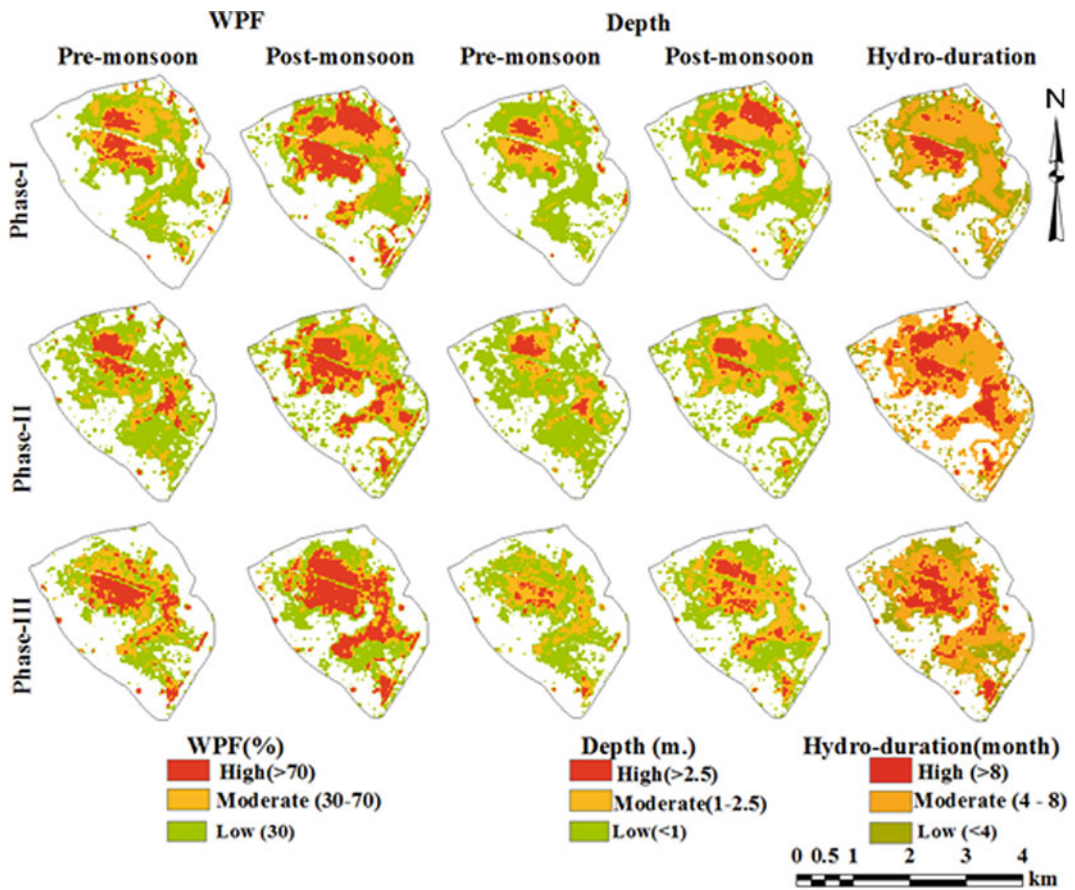 WPF
Depth
Pre-monsoon Post-monsoon Pre-monsoon Post-monsoon Hydro-duration
N
Phase-I
Phase-II
Phase-III
WPF(%)
High(>70)
Moderate (30-70)
Low (30)
Depth (m.)
High(>2.5)
Moderate(1-2.5)
Low(<1)
Hydro-duration(month)
High (>8)
Moderate (4 - 8)
Low (<4)
0 0.5 1 2 3 4
km